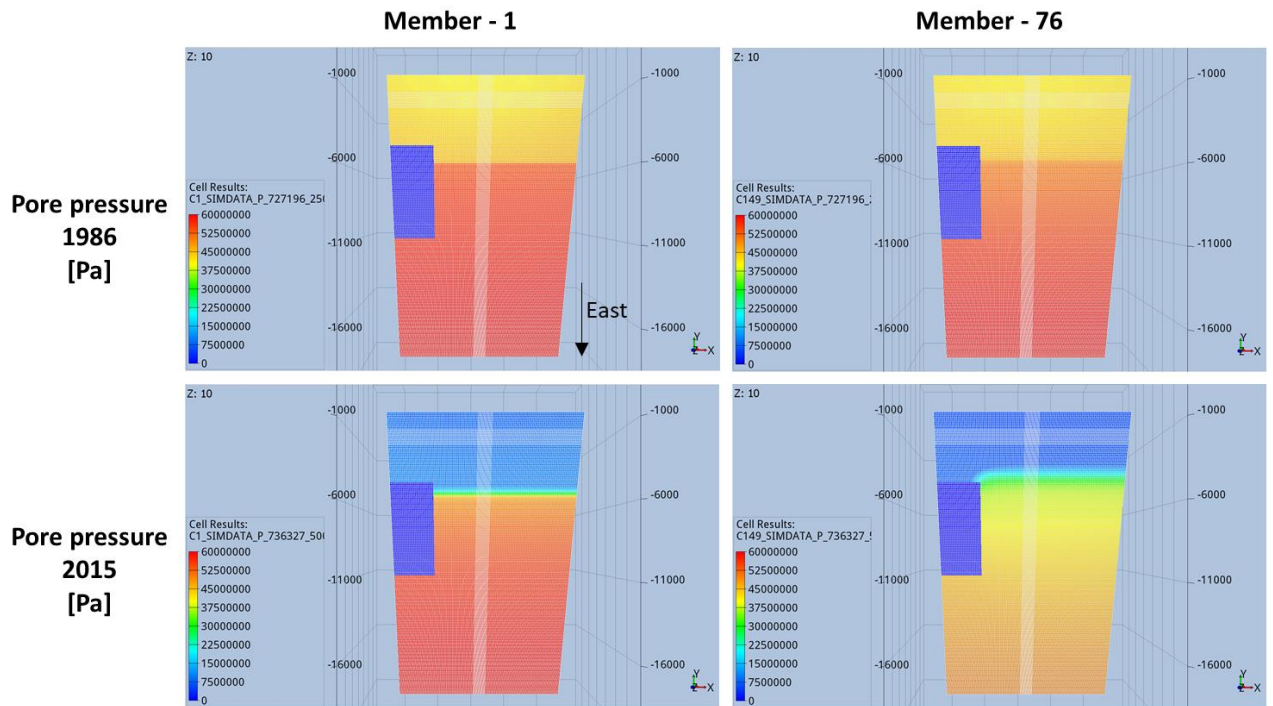 Member - 1
Member - 76
Pore pressure
1986
[Pa]
Z: 10
-1000
-1000
-6000
-6000
-11000
-11000
-16000
-16000
Cell Results:
C1_SIMDATA_P_727196_250
60000000
52500000
45000000
37500000
30000000
22500000
15000000
7500000
0
East
Y
Z
X
Z: 10
-1000
-1000
-6000
-6000
-11000
-11000
-16000
-16000
Cell Results:
C149_SIMDATA_P_727196_
60000000
52500000
45000000
37500000
30000000
22500000
15000000
7500000
0
Y
Z
X
Pore pressure
2015
[Pa]
Z: 10
-1000
-1000
-6000
-6000
-11000
-11000
-16000
-16000
Cell Results:
C1_SIMDATA_P_736327_500
60000000
52500000
45000000
37500000
30000000
22500000
15000000
7500000
0
Y
Z
X
Z: 10
-1000
-1000
-6000
-6000
-11000
-11000
-16000
-16000
Cell Results:
C149_SIMDATA_P_736327_
60000000
52500000
45000000
37500000
30000000
22500000
15000000
7500000
0
Y
Z
X